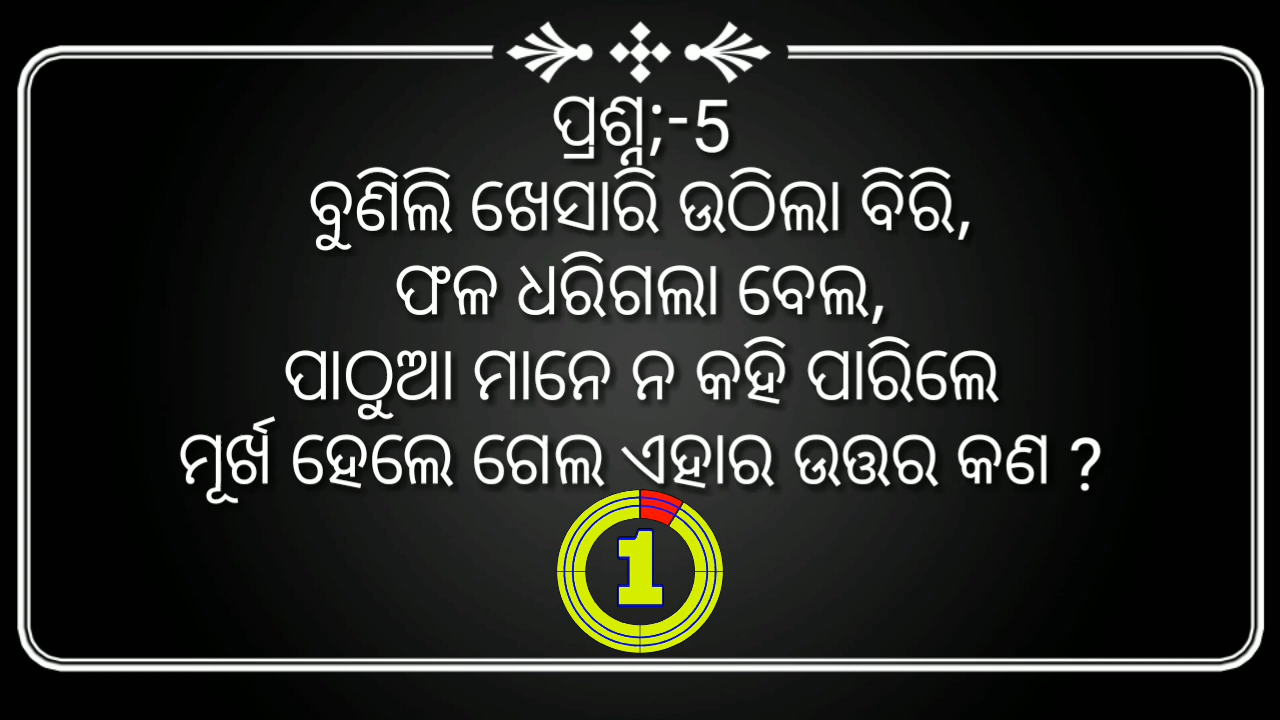 ପ୍ରଶ୍ନ;-5
ବୁଣିଲି ଖେସାରି ଉଠିଲା ବିରି,
ଫଳ ଧରିଗଲା ବେଲ,
ପାଠୁଆ ମାନେ ନ କହି ପାରିଲେ
ମୂର୍ଖ ହେଲେ ଗେଲ ଏହାର ଉତ୍ତର କଣ ?
1